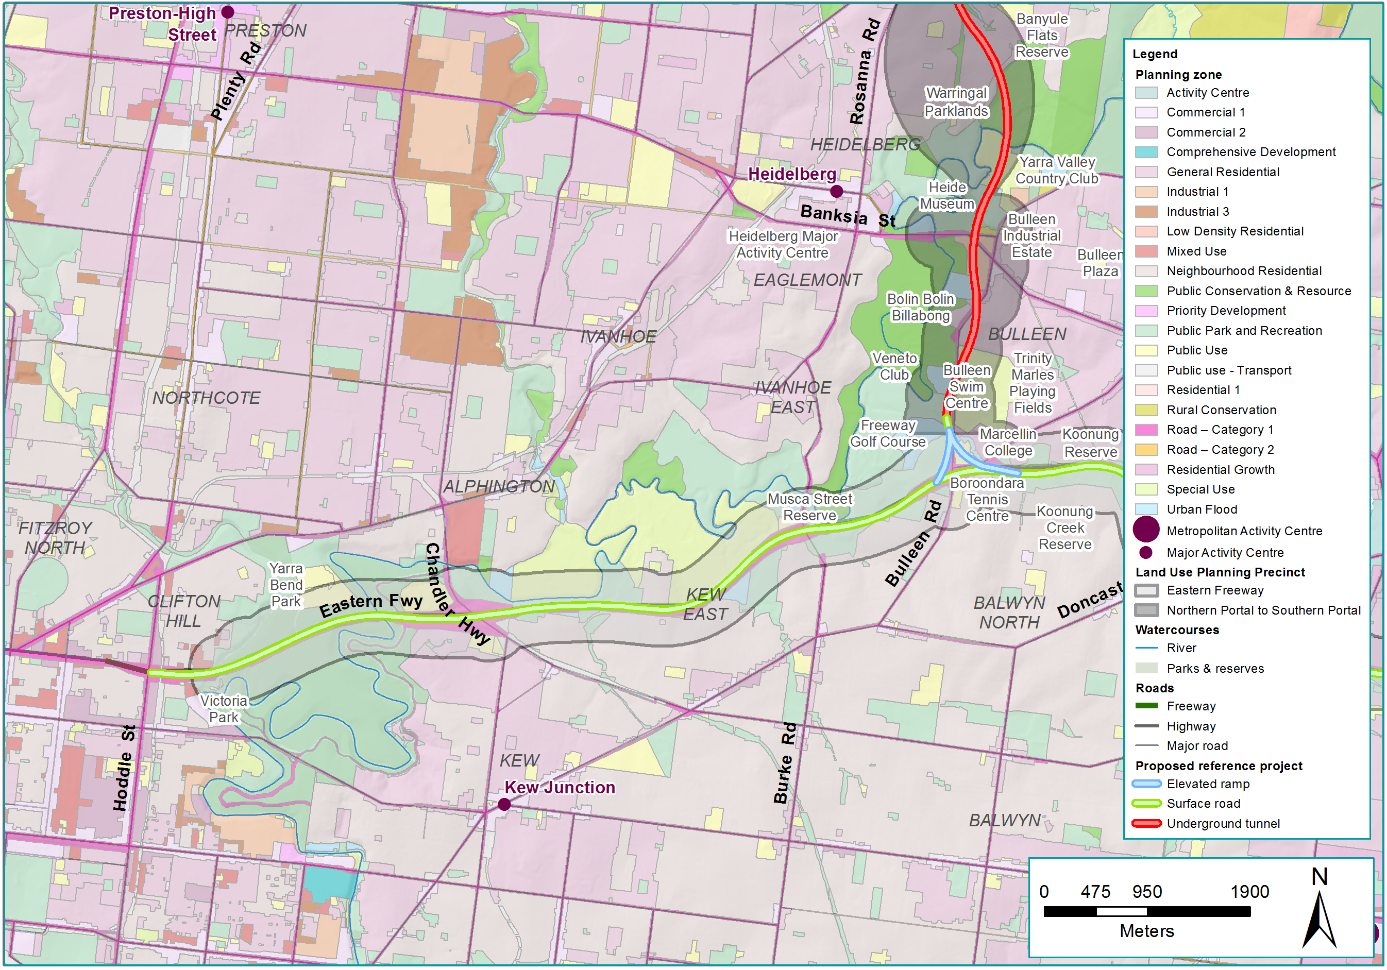 Preston-High
Street
PRESTON
Plenty Rd
Rosanna Rd
Banyule
Flats
Reserve
Warringal
Parklands
HEIDELBERG
Yarra Valley
Country Club
Heidelberg
Heide
Museum
Banksia St
Bulleen
Industrial
Estate
Heidelberg Major
Activity Centre
Bulleen
Plaza
EAGLEMONT
Bolin Bolin
Billabong
IVANHOE
BULLEEN
Veneto
Club
Bulleen
Swim
Centre
Trinity
Marles
Playing
Fields
IVANHOE
EAST
NORTHCOTE
Freeway
Golf Course
Marcellin
College
Koonung
Reserve
ALPHINGTON
Musca Street
Reserve
Boroondara
Tennis
Centre
Koonung
Creek
Reserve
FITZROY
NORTH
Bulleen Rd
Yarra
Bend
Park
Chandler Hwy
Eastern Fwy
CLIFTON
HILL
KEW
EAST
BALWYN
NORTH
Doncast
Victoria
Park
Hoddle St
KEW
Kew Junction
Burke Rd
BALWYN
Legend
Planning zone
Activity Centre
Commercial 1
Commercial 2
Comprehensive Development
General Residential
Industrial 1
Industrial 3
Low Density Residential
Mixed Use
Neighbourhood Residential
Public Conservation & Resource
Priority Development
Public Park and Recreation
Public Use
Public use - Transport
Residential 1
Rural Conservation
Road – Category 1
Road – Category 2
Residential Growth
Special Use
Urban Flood
Metropolitan Activity Centre
Major Activity Centre
Land Use Planning Precinct
Eastern Freeway
Northern Portal to Southern Portal
Watercourses
River
Parks & reserves
Roads
Freeway
Highway
Major road
Proposed reference project
Elevated ramp
Surface road
Underground tunnel
0 475 950 1900
Meters
N